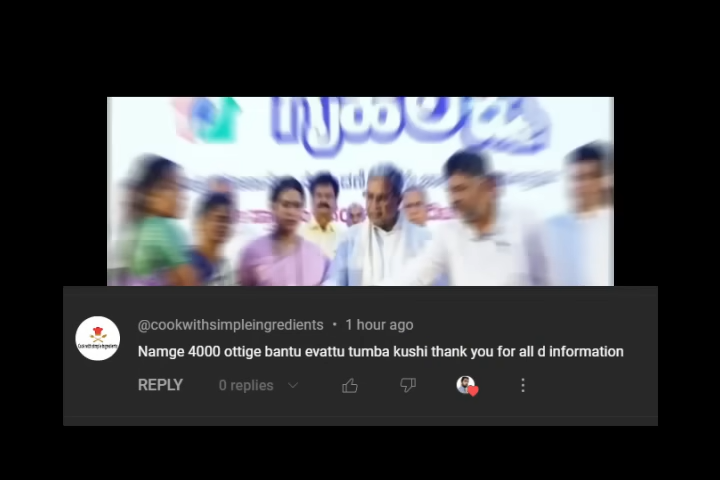 ಗೃಹಲಕ್ಷ್ಮಿ
@cookwithsimpleingredients • 1 hour ago
Namge 4000 ottige bantu evattu tumba kushi thank you for all d information
REPLY 0 replies